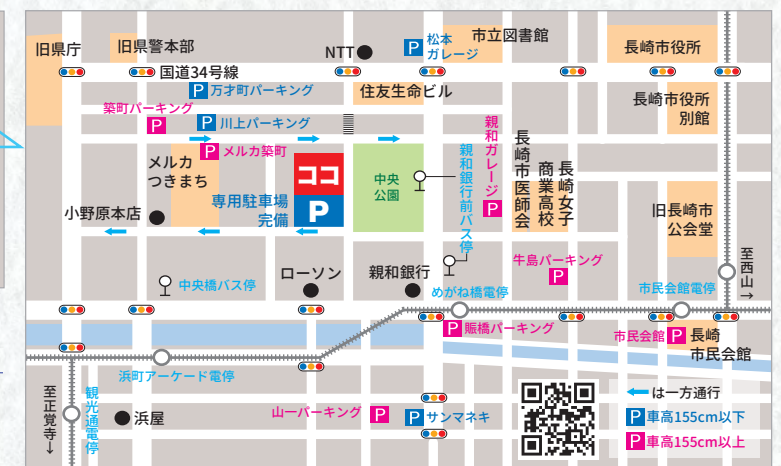 旧県庁
旧県警本部
国道34号線
NTT
P 松本
ガレージ
市立図書館
長崎市役所
P 万才町パーキング
住友生命ビル
築町パーキング
P
P 川上パーキング
長崎市役所
別館
P メルカ築町
メルカ
つきまち
ココ
P
専用駐車場
完備
中央
公園
親和銀行前バス停
親和ガレージ
P
長崎市医師会
長崎女子
商業高校
旧長崎市
公会堂
小野原本店
至西山→
中央橋バス停
ローソン
親和銀行
めがね橋電停
牛島パーキング
P
市民会館電停
P 賑橋パーキング
市民会館 P
長崎
市民会館
浜町アーケード電停
至正覚寺→
観光通電停
浜屋
山一パーキング P
P サンマネキ
←は一方通行
P 車高155cm以下
P 車高155cm以上